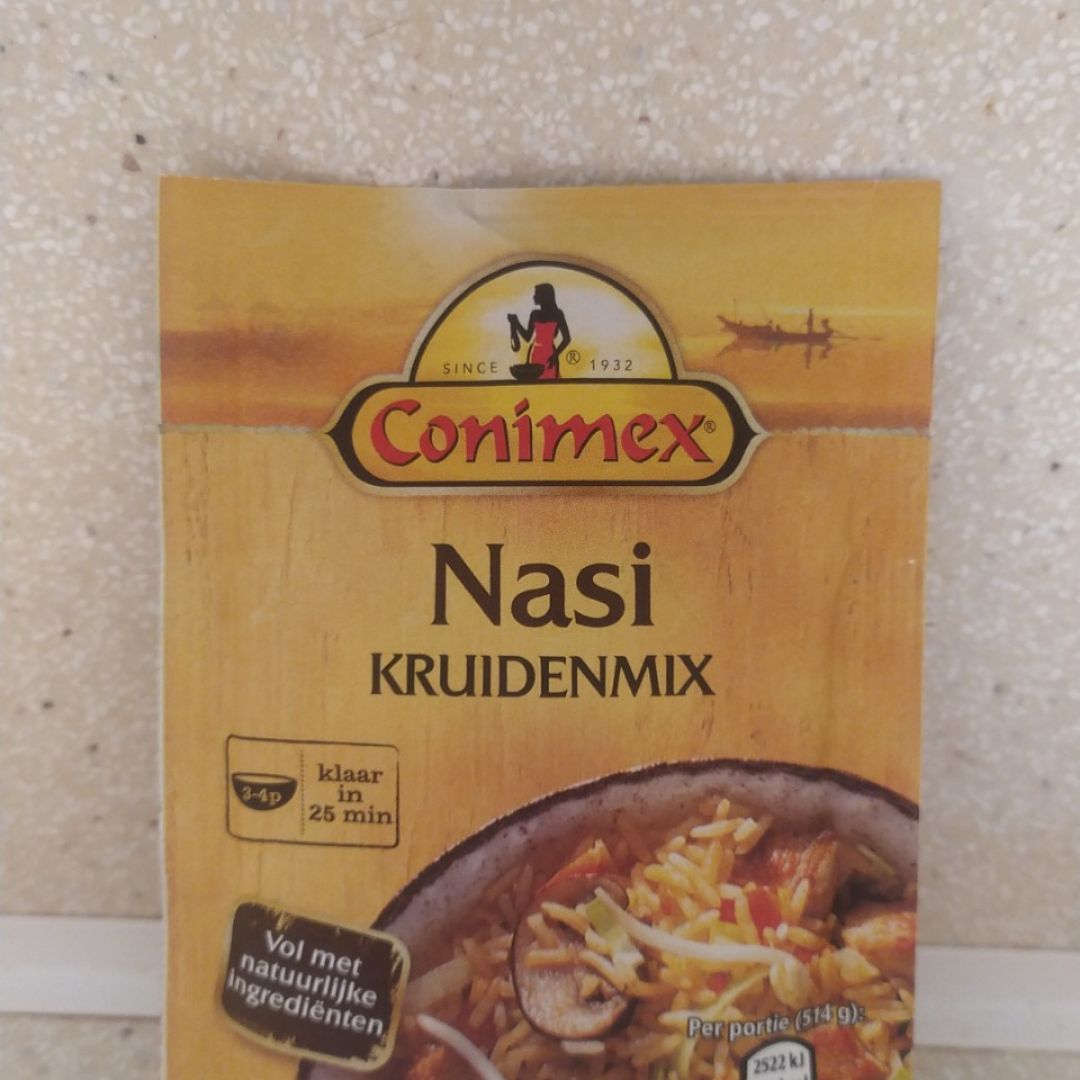 SINCE ® 1932
Conimex®
Nasi
KRUIDENMIX
3-4p
klaar
in
25 min
Vol met
natuurlijke
ingrediënten
Per portie (514 g):
2522 kJ